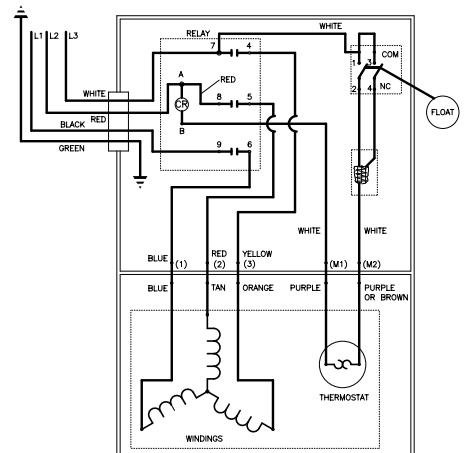 WHITE
RELAY
L1 L2 L3
7 4
1 3
COM
A
RED
WHITE
CR
8 5
2 4
NC
FLOAT
RED
BLACK
B
GREEN
9 6
WHITE WHITE
BLUE (1)
RED (2)
YELLOW (3)
(M1) (M2)
BLUE TAN ORANGE PURPLE
PURPLE
OR BROWN
THERMOSTAT
WINDINGS